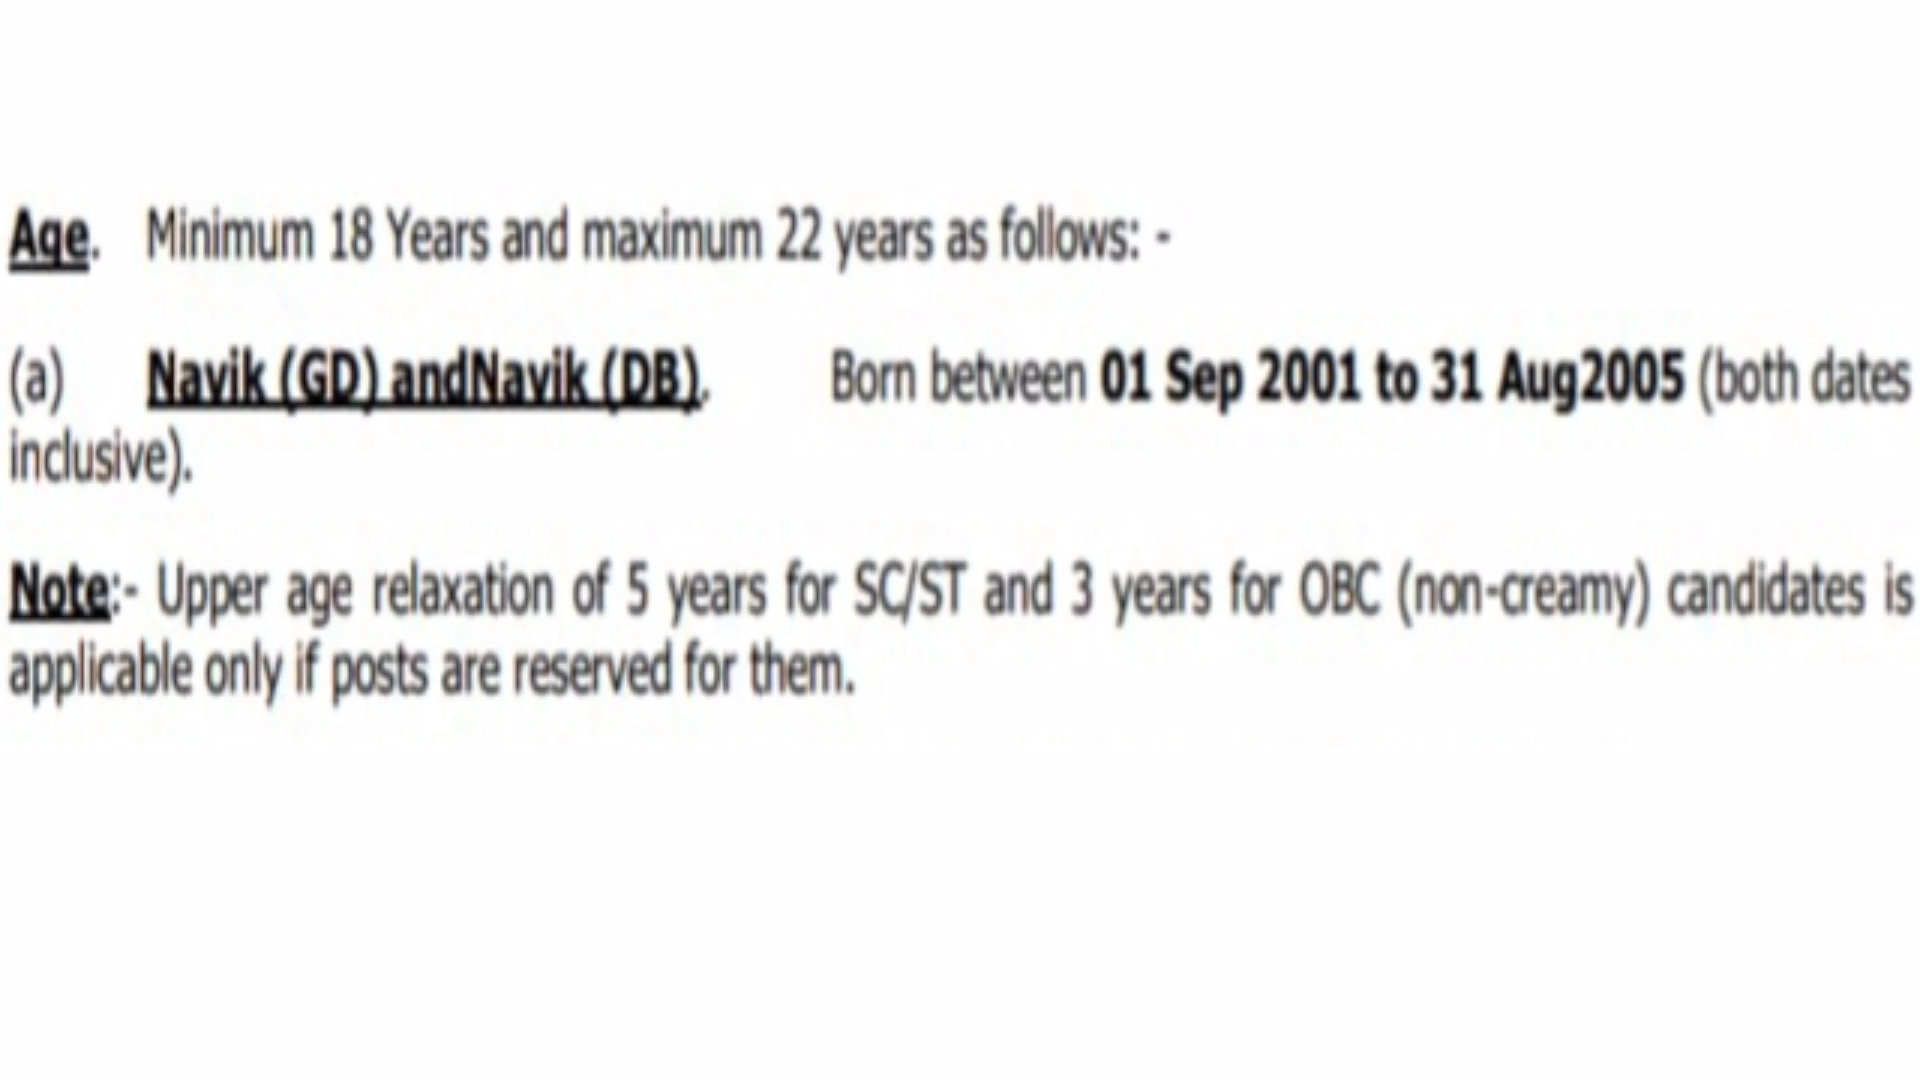 Age. Minimum 18 Years and maximum 22 years as follows: -
(a) Navik (GD) andNavik (DB). Born between 01 Sep 2001 to 31 Aug2005 (both dates
inclusive).
Note:- Upper age relaxation of 5 years for SC/ST and 3 years for OBC (non-creamy) candidates is
applicable only if posts are reserved for them.